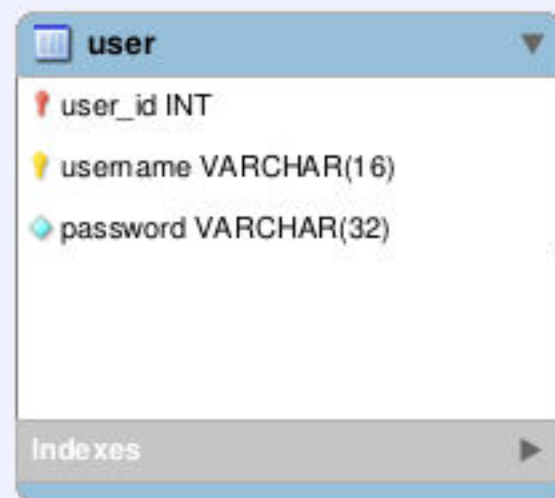 user
user_id INT
username VARCHAR(16)
password VARCHAR(32)
Indexes